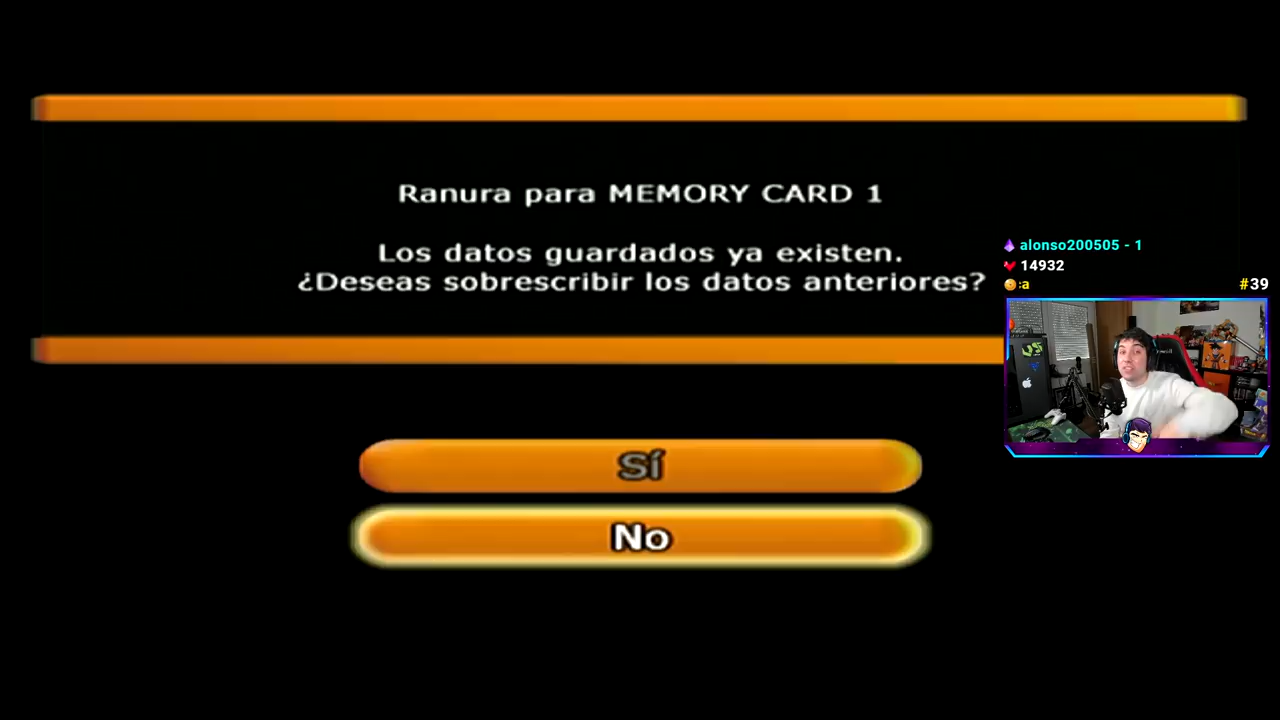 Ranura para MEMORY CARD 1
Los datos guardados ya existen.
¿Deseas sobrescribir los datos anteriores?
alonso200505 - 1
14932
:a
#39
Sí
No